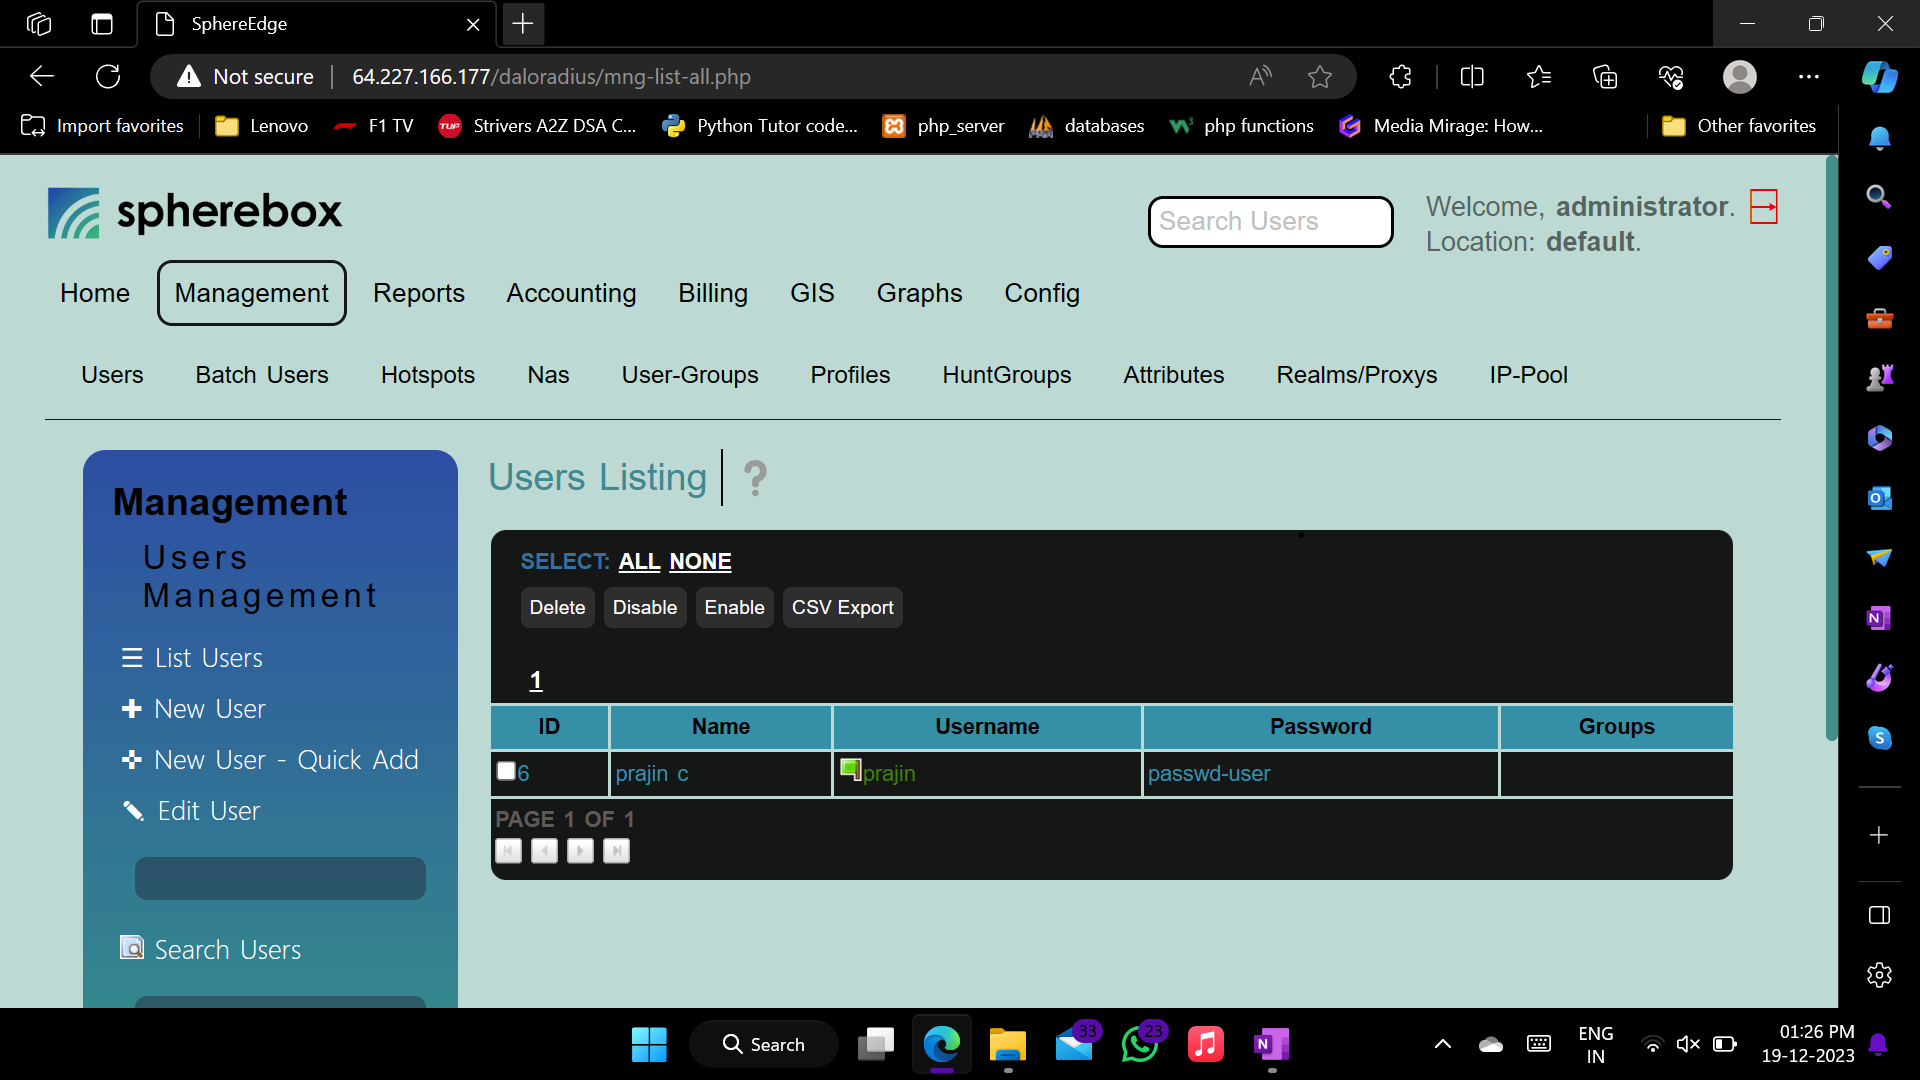 SphereEdge
Not secure
64.227.166.177/daloradius/mng-list-all.php
Import favorites
Lenovo
F1 TV
TUF
Strivers A2Z DSA C...
Python Tutor code...
php_server
databases
php functions
Media Mirage: How...
Other favorites
spherebox
Search Users
Welcome, administrator.
Location: default.
Home
Management
Reports
Accounting
Billing
GIS
Graphs
Config
Users
Batch Users
Hotspots
Nas
User-Groups
Profiles
HuntGroups
Attributes
Realms/Proxys
IP-Pool
Management
Users
Management
☰ List Users
New User
New User - Quick Add
Edit User
Search Users
Users Listing
?
SELECT: ALL NONE
Delete
Disable
Enable
CSV Export
1
ID
Name
Username
Password
Groups
6
prajin c
prajin
passwd-user
PAGE 1 OF 1
Search
33
23
ENG
IN
01:26 PM
19-12-2023